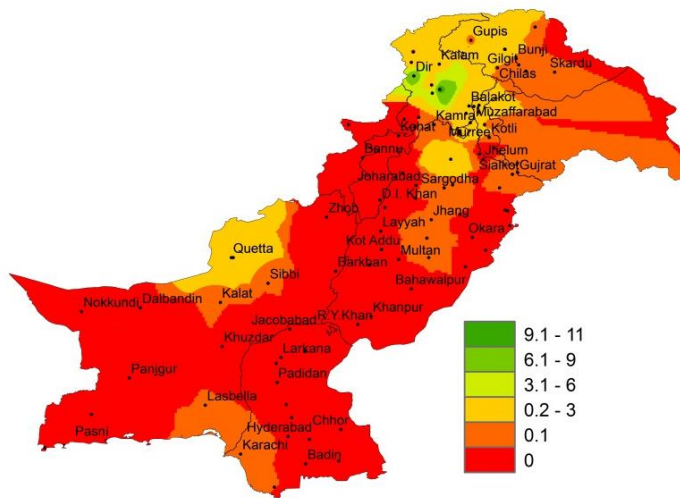 Gupis
Kalam
Bunji
Gilgit
Dir
Skardu
Chilas
Balakot
Muzaffarabad
Kamra
Kohat
Murree
Kotli
Bannu
Jhelum
Sialkot
Gujrat
Joharabad
Sargodha
D.I. Khan
Zhob
Jhang
Layyah
Okara
Quetta
Kot Addu
Multan
Barkhan
Sibbi
Bahawalpur
Nokkundi
Dalbandin
Kalat
Khanpur
Jacobabad
R.Y.Khan
Khuzdar
Larkana
Panjgur
Padidan
Lasbella
Pasni
Hyderabad
Chhor
Karachi
Badin
9.1 - 11
6.1 - 9
3.1 - 6
0.2 - 3
0.1
0